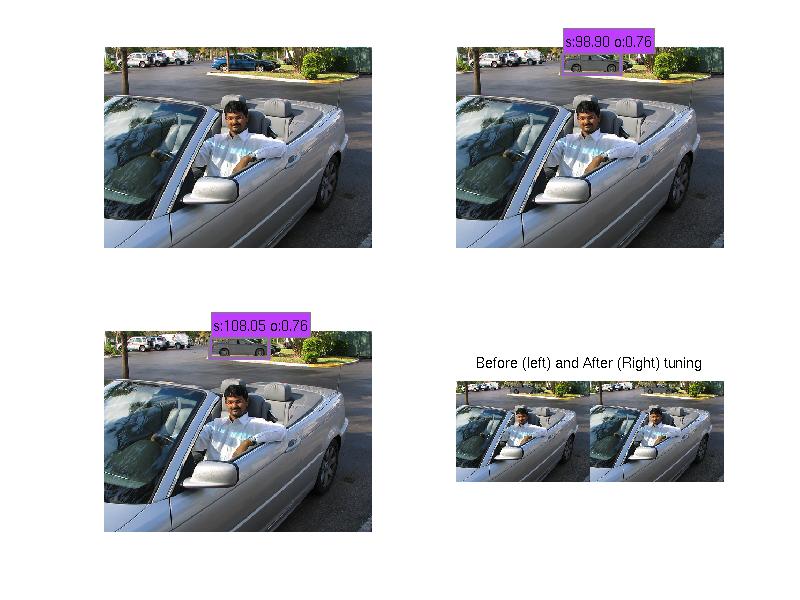 s:98.90 o:0.76
s:108.05 o:0.76
Before (left) and After (Right) tuning